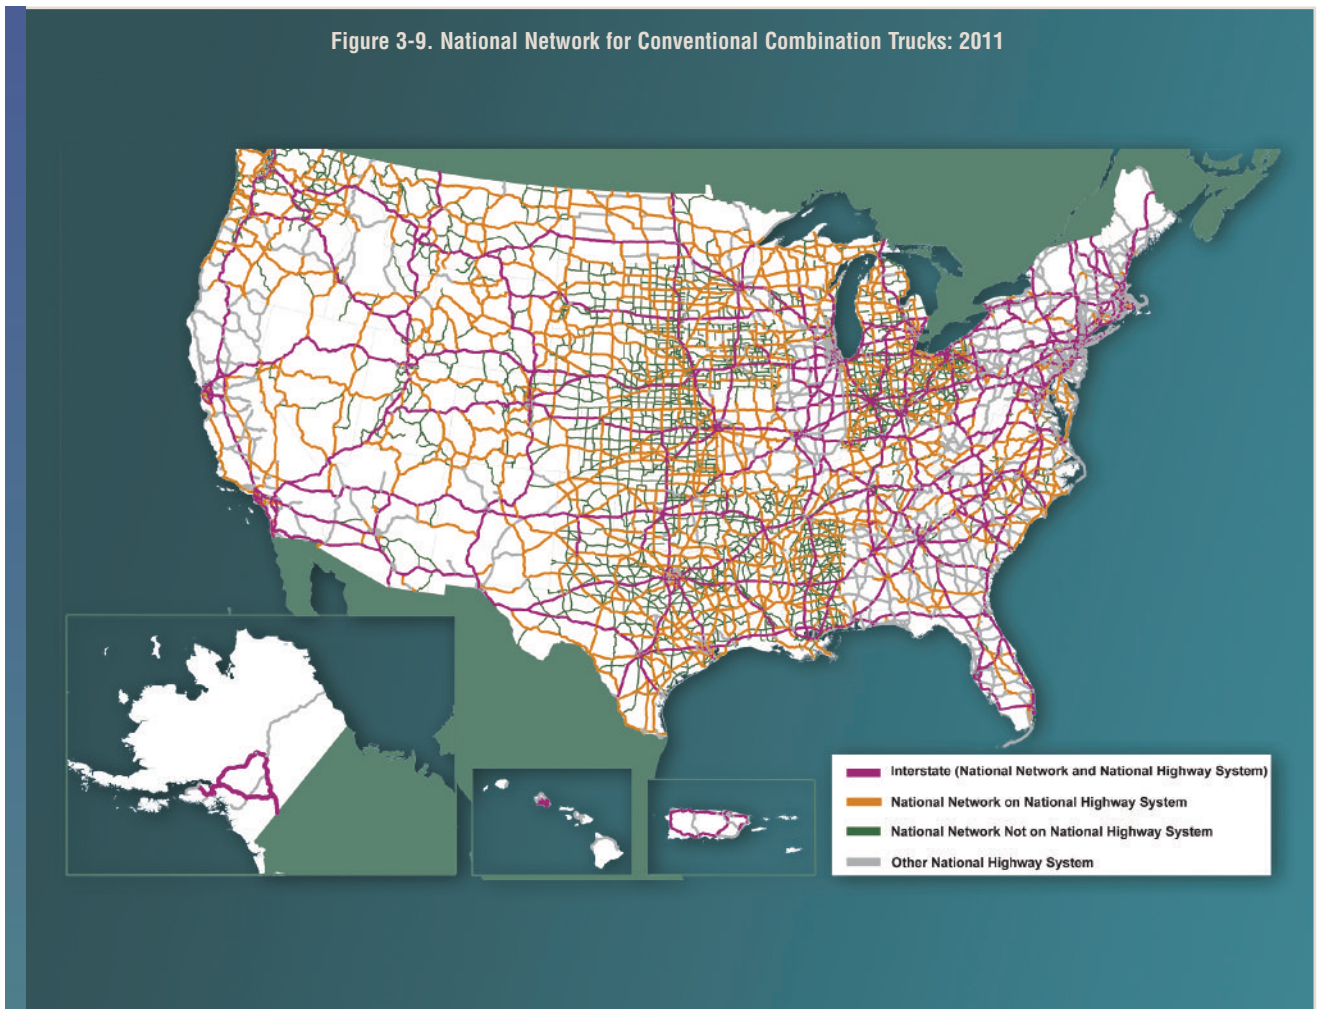 Figure 3-9. National Network for Conventional Combination Trucks: 2011
Interstate (National Network and National Highway System)
National Network on National Highway System
National Network Not on National Highway System
Other National Highway System